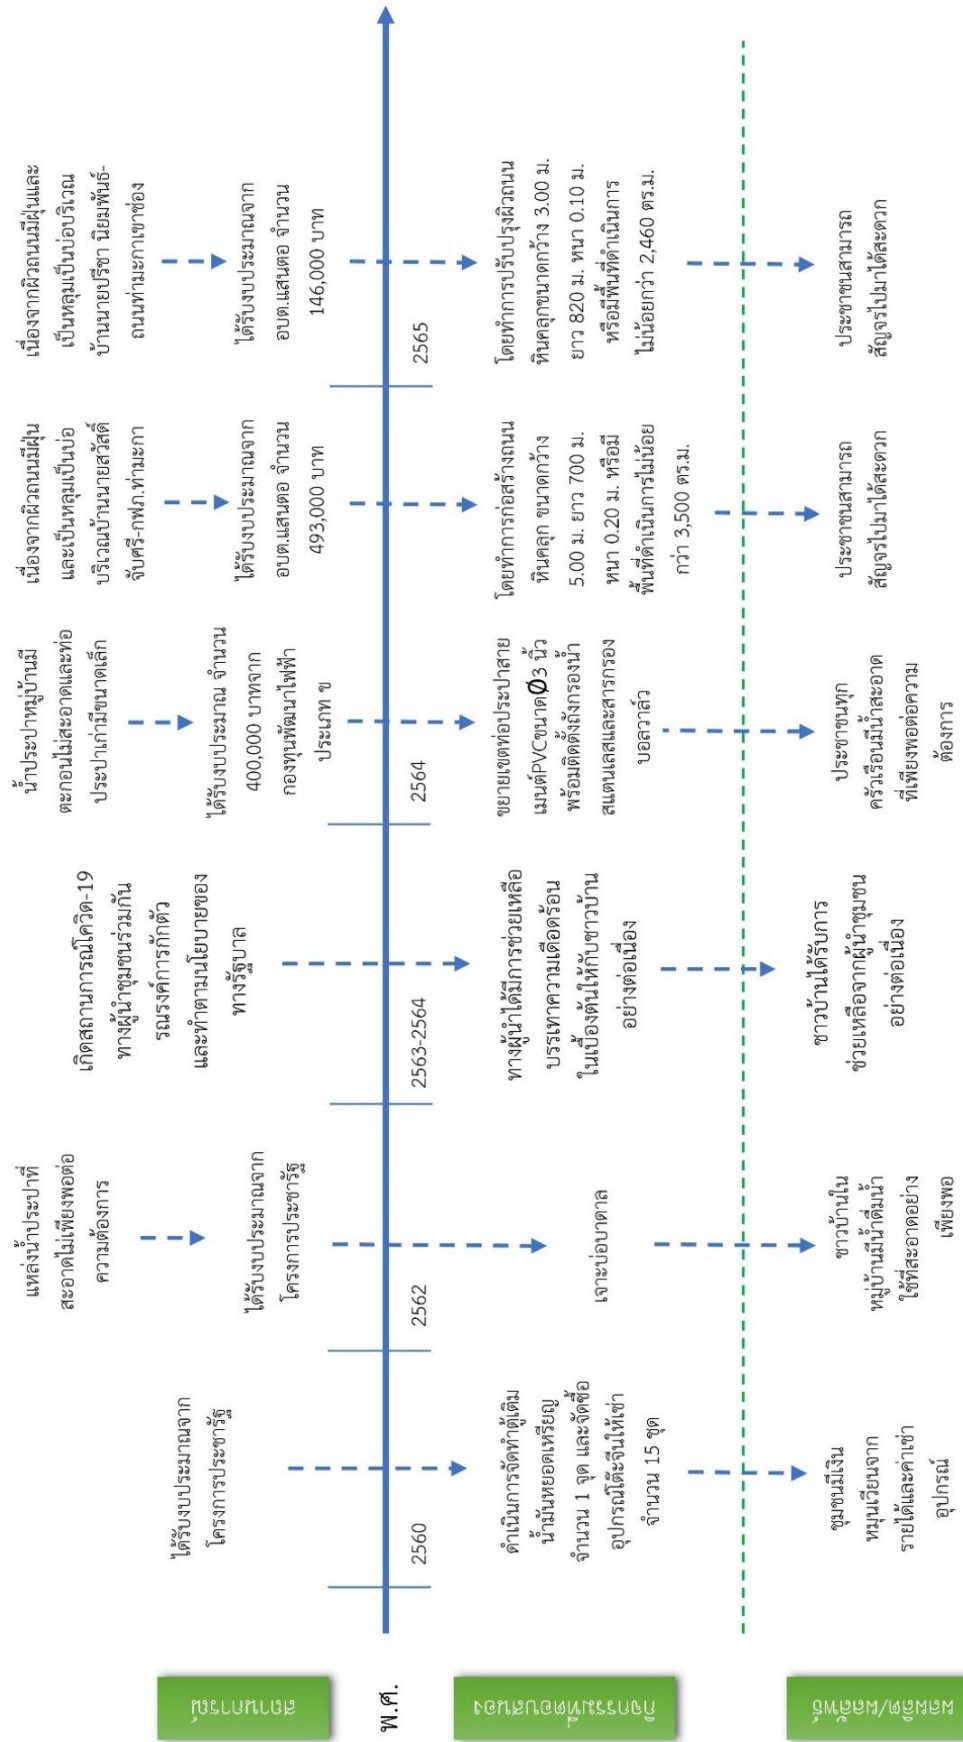 สถานการณ์
ได้รับงบประมาณจาก
โครงการประชารัฐ
แหล่งน้ำประปาที่
สะอาดไม่เพียงพอต่อ
ความต้องการ
ได้รับงบประมาณจาก
โครงการประชารัฐ
เกิดสถานการณ์โควิด-19
ทางผู้นำชุมชนร่วมกัน
รณรงค์การกักตัว
และทำตามนโยบายของ
ทางรัฐบาล
น้ำประปาหมู่บ้านมี
ตะกอนไม่สะอาดและท่อ
ประปาเก่ามีขนาดเล็ก
ได้รับงบประมาณ จำนวน
400,000 บาทจาก
กองทุนพัฒนาไฟฟ้า
ประเภท ข
เนื่องจากผิวถนนมีฝุ่น
และเป็นหลุมเป็นบ่อ
บริเวณบ้านนายสวัสดิ์
จับศรี-กฟภ.ท่ามะกา
ได้รับงบประมาณจาก
อบต.แสนตอ จำนวน
493,000 บาท
เนื่องจากผิวถนนมีฝุ่นและ
เป็นหลุมเป็นบ่อบริเวณ
บ้านนายปรีชา นิยมพันธ์-
ถนนท่ามะกาเขาช่อง
ได้รับงบประมาณจาก
อบต.แสนตอ จำนวน
146,000 บาท
พ.ศ.
2560
2562
2563-2564
2564
2565
กิจกรรมที่ตอบสนอง
ดำเนินการจัดทำตู้เติม
น้ำมันหยอดเหรียญ
จำนวน 1 จุด และจัดซื้อ
อุปกรณ์โต๊ะจีนให้เช่า
จำนวน 15 ชุด
เจาะบ่อบาดาล
ทางผู้นำได้มีการช่วยเหลือ
บรรเทาความเดือดร้อน
ในเบื้องต้นให้กับชาวบ้าน
อย่างต่อเนื่อง
ขยายเขตท่อประปาสาย
เมนต์PVCขนาดØ3 นิ้ว
พร้อมติดตั้งถังกรองน้ำ
สแตนเลสและสารกรอง
บอลวาล์ว
โดยทำการก่อสร้างถนน
หินคลุก ขนาดกว้าง
5.00 ม. ยาว 700 ม.
หนา 0.20 ม. หรือมี
พื้นที่ดำเนินการไม่น้อย
กว่า 3,500 ตร.ม.
โดยทำการปรับปรุงผิวถนน
หินคลุกขนาดกว้าง 3.00 ม.
ยาว 820 ม. หนา 0.10 ม.
หรือมีพื้นที่ดำเนินการ
ไม่น้อยกว่า 2,460 ตร.ม.
ผลผลิต/ผลลัพธ์
ชุมชนมีเงิน
หมุนเวียนจาก
รายได้และค่าเช่า
อุปกรณ์
ชาวบ้านใน
หมู่บ้านมีน้ำดื่มน้ำ
ใช้ที่สะอาดอย่าง
เพียงพอ
ชาวบ้านได้รับการ
ช่วยเหลือจากผู้นำชุมชน
อย่างต่อเนื่อง
ประชาชนทุก
ครัวเรือนมีน้ำสะอาด
ที่เพียงพอต่อความ
ต้องการ
ประชาชนสามารถ
สัญจรไปมาได้สะดวก
ประชาชนสามารถ
สัญจรไปมาได้สะดวก